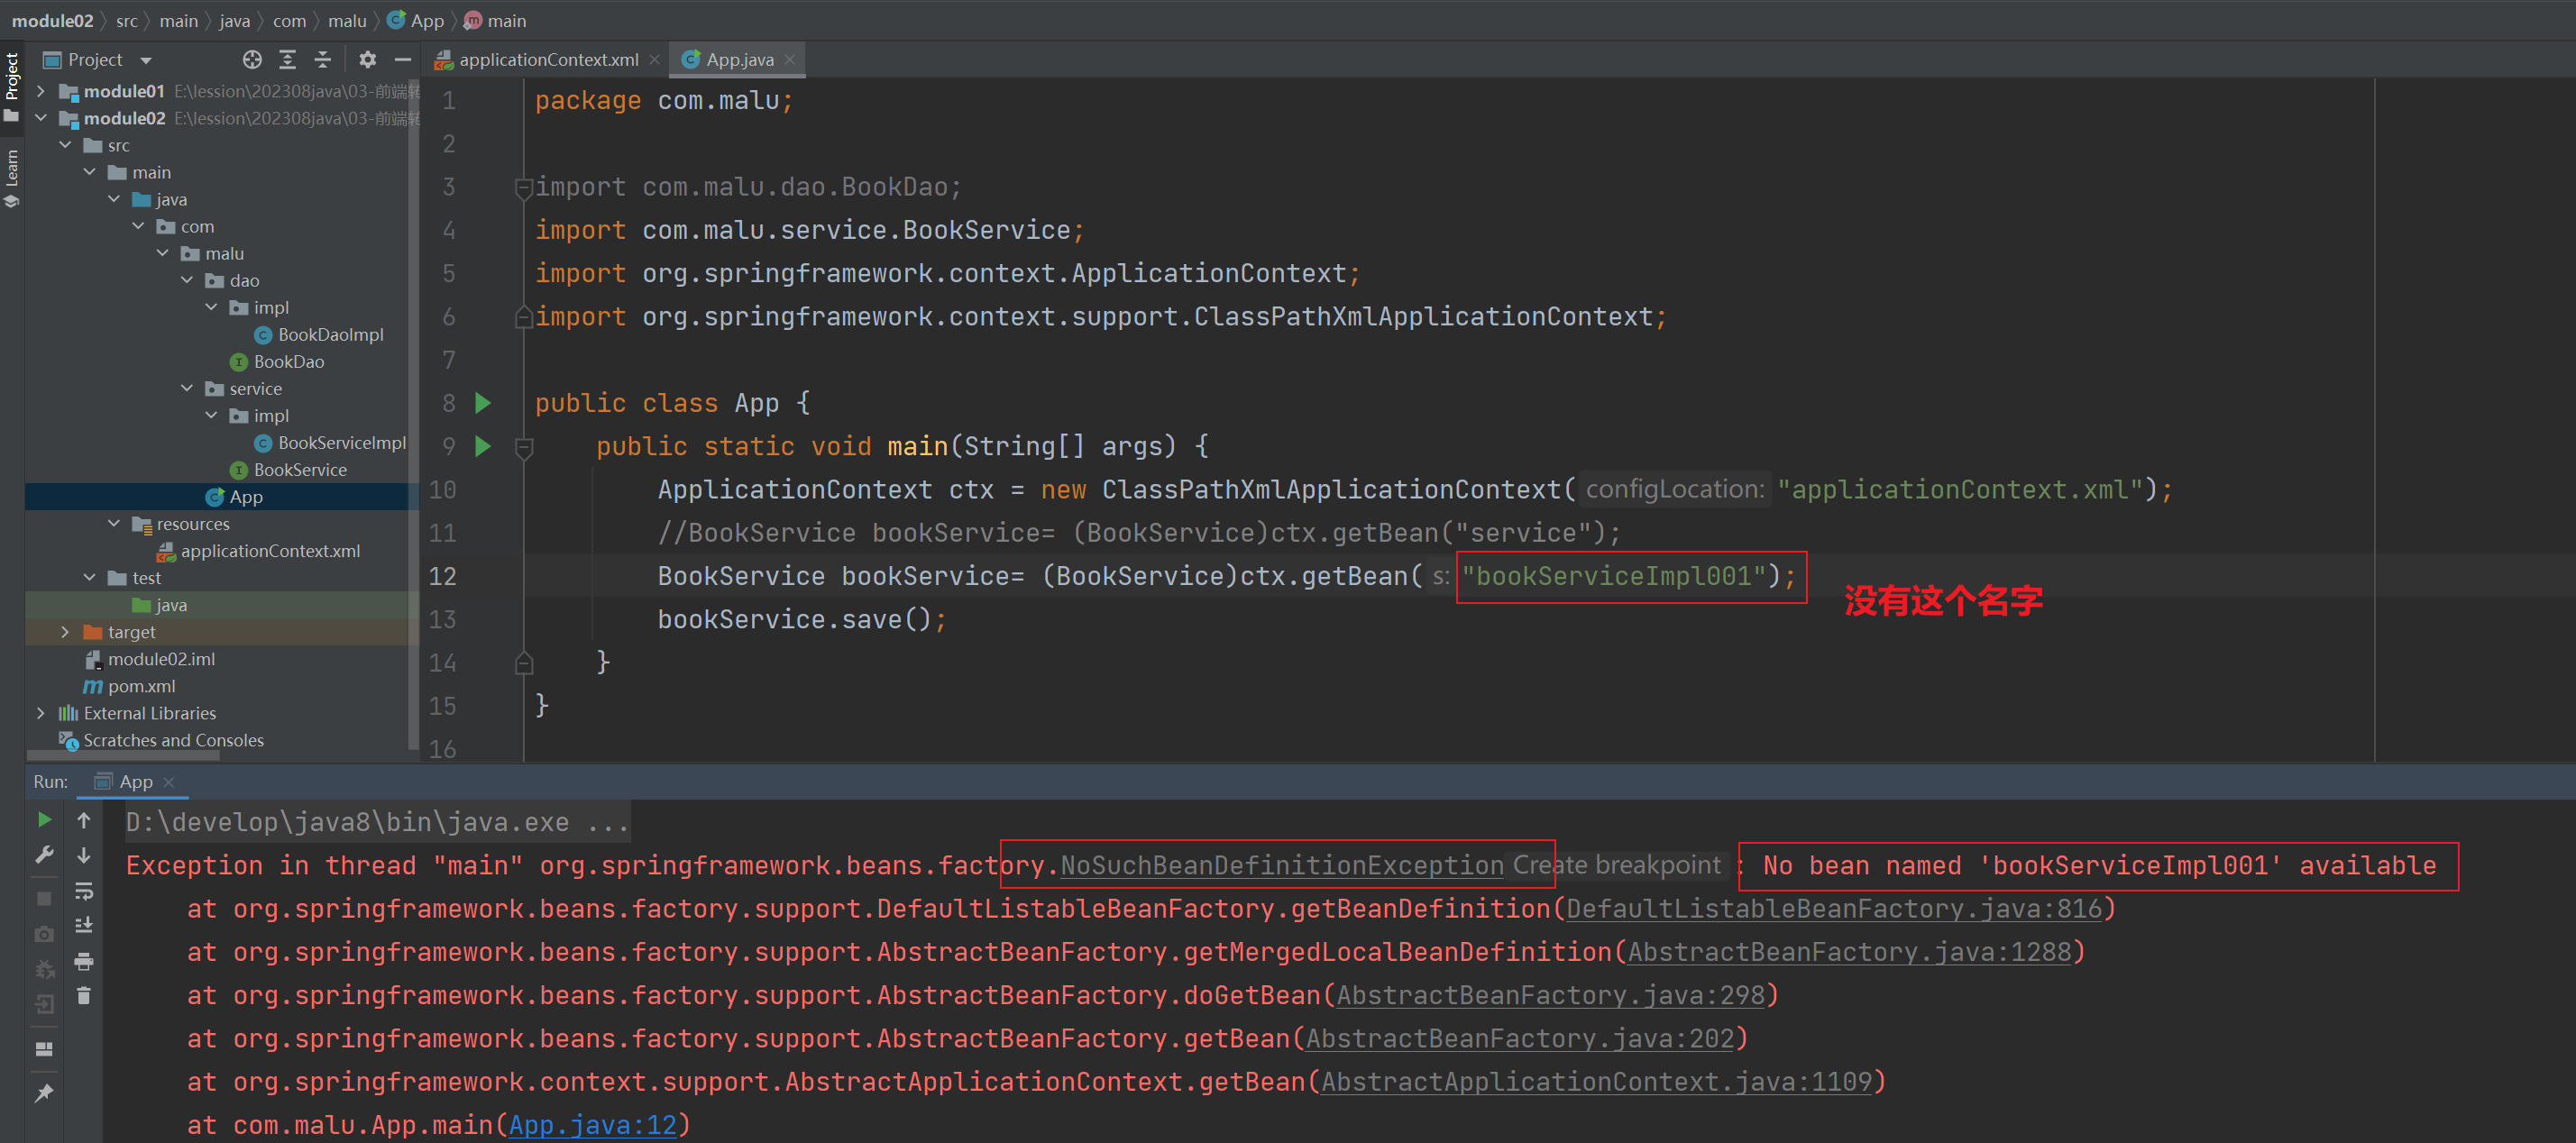 module02 〉 src 〉 main 〉 java 〉 com 〉 malu 〉 App 〉 main
Project
Learn
Project
module01 E:\lession\202308java\03-前端转
module02 E:\lession\202308java\03-前端转
src
main
java
com
malu
dao
impl
BookDaoImpl
BookDao
service
impl
BookServiceImpl
BookService
App
resources
applicationContext.xml
test
java
target
module02.iml
pom.xml
External Libraries
Scratches and Consoles
applicationContext.xml
App.java
1 package com.malu;
2
3 import com.malu.dao.BookDao;
4 import com.malu.service.BookService;
5 import org.springframework.context.ApplicationContext;
6 import org.springframework.context.support.ClassPathXmlApplicationContext;
7
8 public class App {
9 public static void main(String[] args) {
10 ApplicationContext ctx = new ClassPathXmlApplicationContext( configLocation: "applicationContext.xml");
11 //BookService bookService= (BookService)ctx.getBean("service");
12 BookService bookService= (BookService)ctx.getBean( s: "bookServiceImpl001");
没有这个名字
13 bookService.save();
14 }
15 }
16
Run: App
D:\develop\java8\bin\java.exe ...
Exception in thread "main" org.springframework.beans.factory.NoSuchBeanDefinitionException Create breakpoint : No bean named 'bookServiceImpl001' available
at org.springframework.beans.factory.support.DefaultListableBeanFactory.getBeanDefinition(DefaultListableBeanFactory.java:816)
at org.springframework.beans.factory.support.AbstractBeanFactory.getMergedLocalBeanDefinition(AbstractBeanFactory.java:1288)
at org.springframework.beans.factory.support.AbstractBeanFactory.doGetBean(AbstractBeanFactory.java:298)
at org.springframework.beans.factory.support.AbstractBeanFactory.getBean(AbstractBeanFactory.java:202)
at org.springframework.context.support.AbstractApplicationContext.getBean(AbstractApplicationContext.java:1109)
at com.malu.App.main(App.java:12)